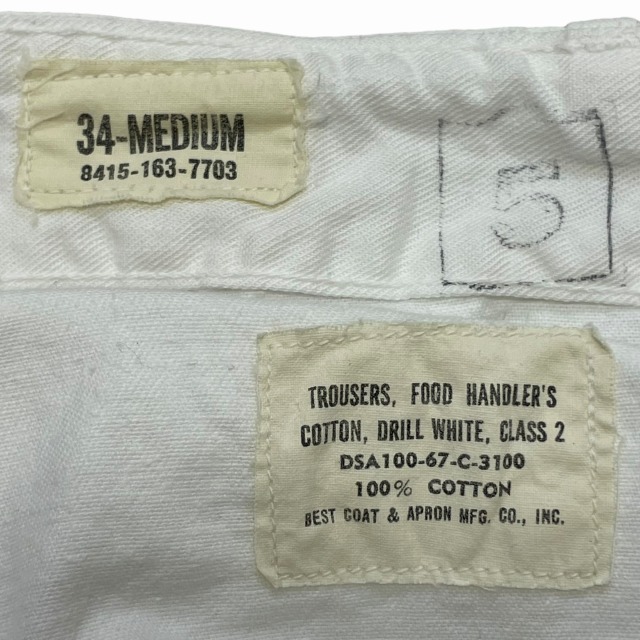 34-MEDIUM
8415-163-7703
5
TROUSERS, FOOD HANDLER'S
COTTON, DRILL WHITE, CLASS 2
DSA100-67-C-3100
100% COTTON
BEST COAT & APRON MFG. CO., INC.